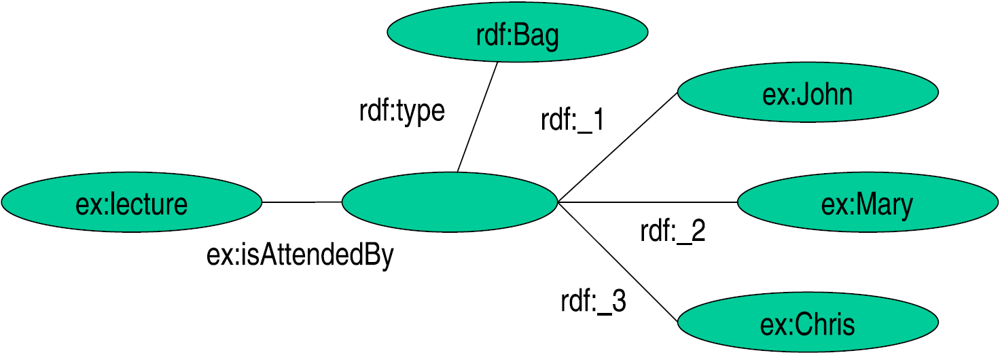 rdf:Bag
ex:John
rdf:type
rdf:_1
ex:lecture
ex:Mary
rdf:_2
ex:isAttendedBy
rdf:_3
ex:Chris